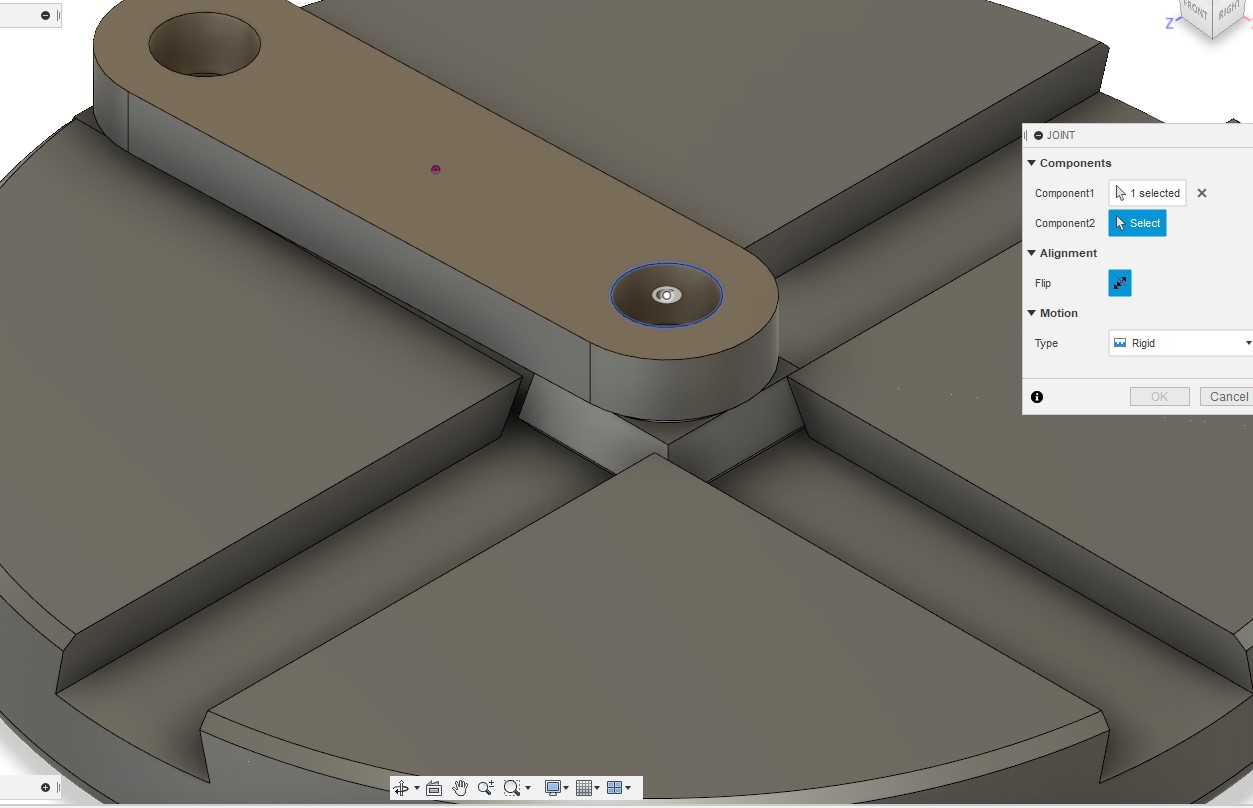 Z
FRONT
RIGHT
JOINT
Components
Component1
1 selected
Component2
Select
Alignment
Flip
Motion
Type
Rigid
OK
Cancel